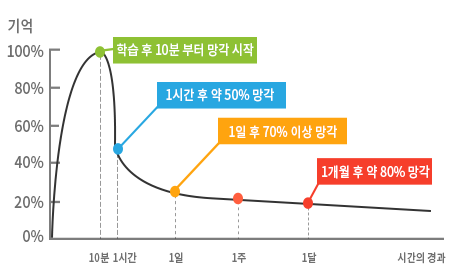 기억
100%
80%
60%
40%
20%
0%
학습 후 10분 부터 망각 시작
1시간 후 약 50% 망각
1일 후 70% 이상 망각
1개월 후 약 80% 망각
10분 1시간 1일 1주 1달 시간의 경과